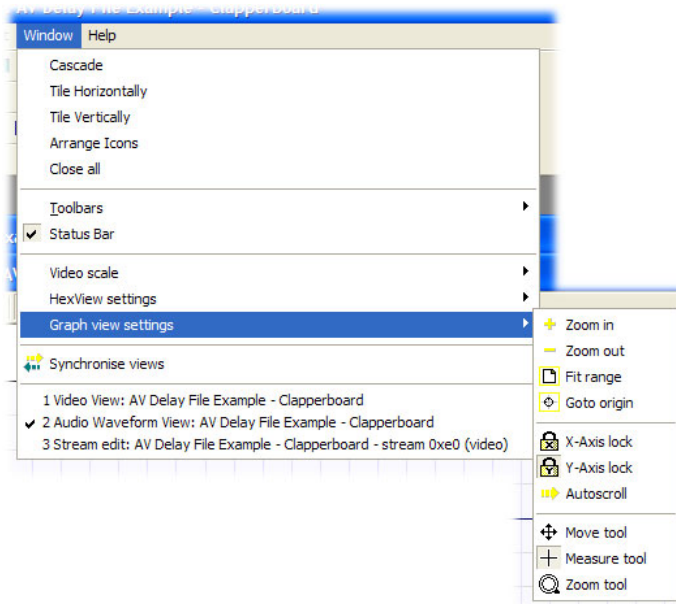 AV Delay File Example - Clapperboard
Window Help
Cascade
Tile Horizontally
Tile Vertically
Arrange Icons
Close all
Toolbars
Status Bar
Video scale
HexView settings
Graph view settings
Synchronise views
1 Video View: AV Delay File Example - Clapperboard
2 Audio Waveform View: AV Delay File Example - Clapperboard
3 Stream edit: AV Delay File Example - Clapperboard - stream 0xe0 (video)
Zoom in
Zoom out
Fit range
Goto origin
X-Axis lock
Y-Axis lock
Autoscroll
Move tool
Measure tool
Zoom tool